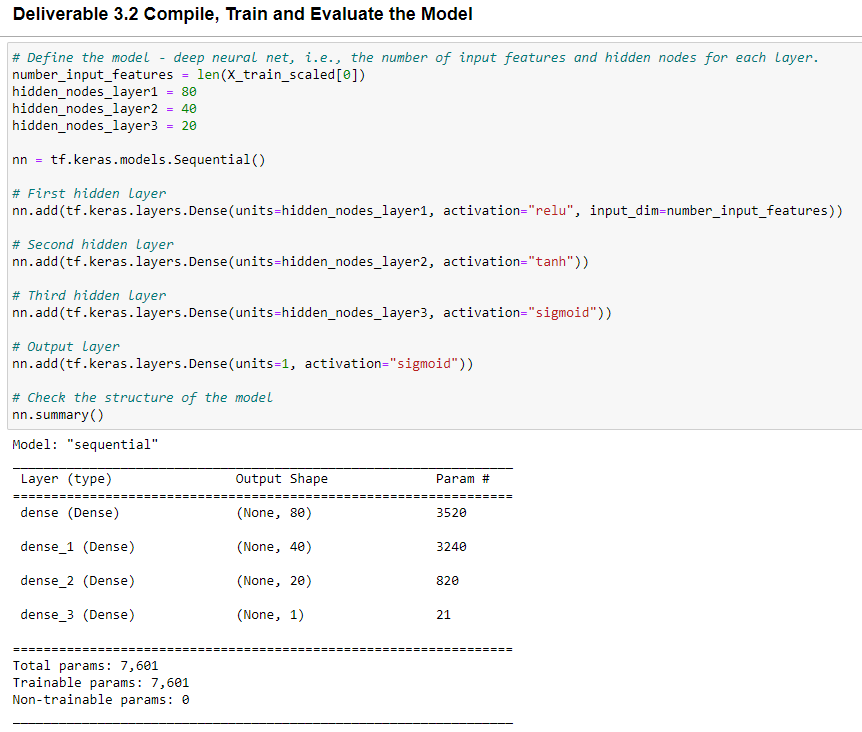 Deliverable 3.2 Compile, Train and Evaluate the Model
# Define the model - deep neural net, i.e., the number of input features and hidden nodes for each layer.
number_input_features = len(X_train_scaled[0])
hidden_nodes_layer1 = 80
hidden_nodes_layer2 = 40
hidden_nodes_layer3 = 20
nn = tf.keras.models.Sequential()
# First hidden layer
nn.add(tf.keras.layers.Dense(units=hidden_nodes_layer1, activation="relu", input_dim=number_input_features))
# Second hidden layer
nn.add(tf.keras.layers.Dense(units=hidden_nodes_layer2, activation="tanh"))
# Third hidden layer
nn.add(tf.keras.layers.Dense(units=hidden_nodes_layer3, activation="sigmoid"))
# Output layer
nn.add(tf.keras.layers.Dense(units=1, activation="sigmoid"))
# Check the structure of the model
nn.summary()
Model: "sequential"
_________________________________________________________________
Layer (type) Output Shape Param #
=================================================================
dense (Dense) (None, 80) 3520
dense_1 (Dense) (None, 40) 3240
dense_2 (Dense) (None, 20) 820
dense_3 (Dense) (None, 1) 21
=================================================================
Total params: 7,601
Trainable params: 7,601
Non-trainable params: 0
_________________________________________________________________